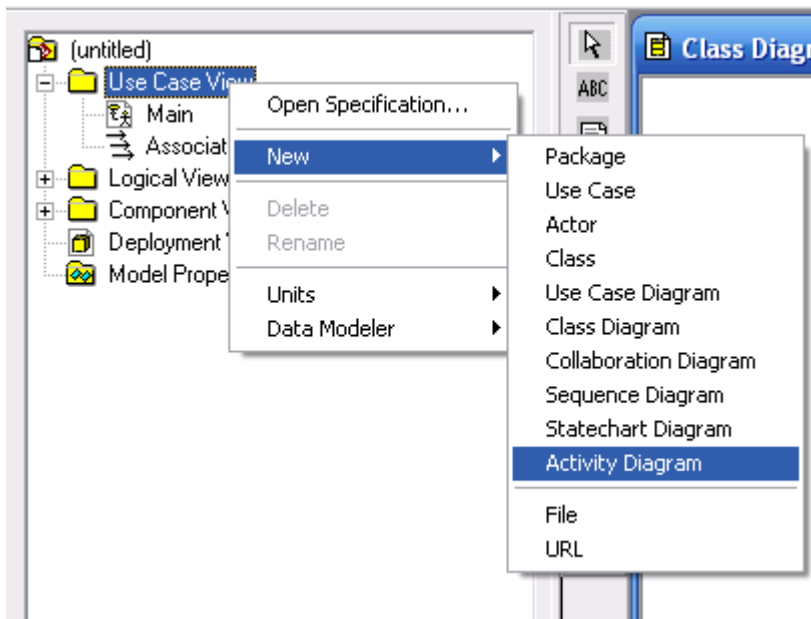 (untitled)
Use Case View
Main
Associat
Logical View
Component
Deployment
Model Prope
Open Specification...
New
Delete
Rename
Units
Data Modeler
Package
Use Case
Actor
Class
Use Case Diagram
Class Diagram
Collaboration Diagram
Sequence Diagram
Statechart Diagram
Activity Diagram
File
URL
ABC
Class Diagr